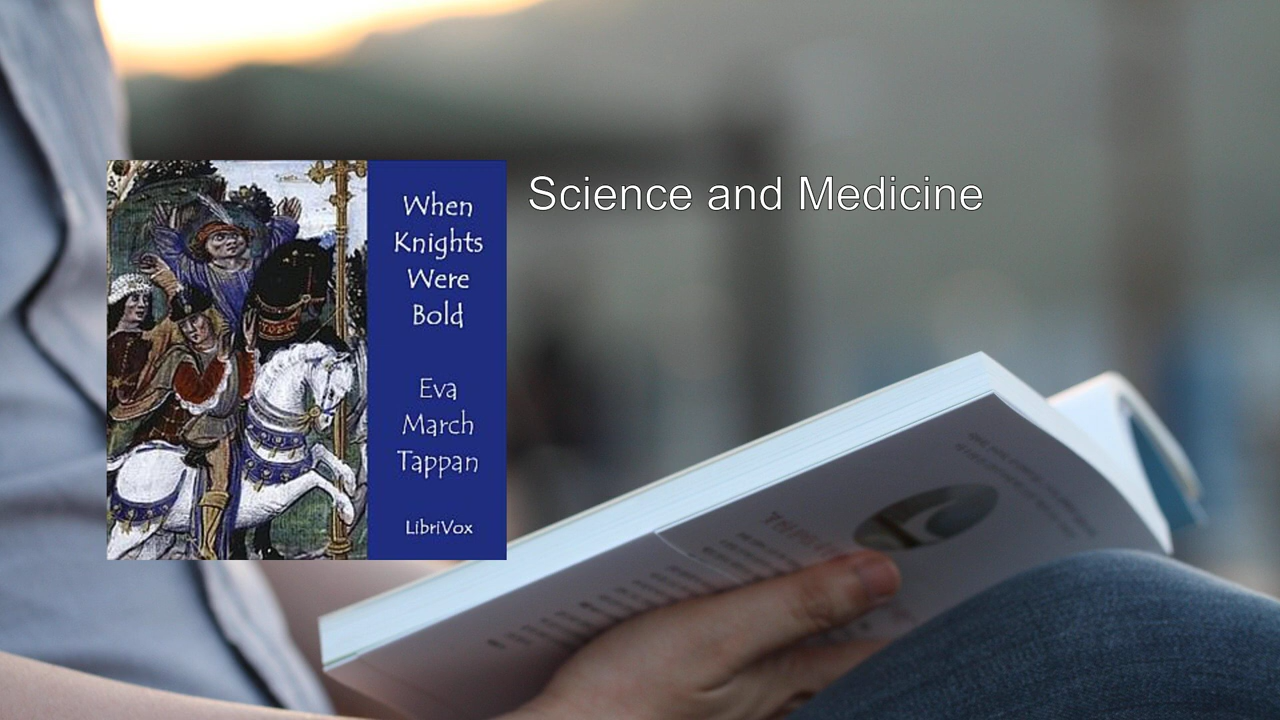 When
Knights
Were
Bold
Eva
March
Tappan
LibriVox
Science and Medicine